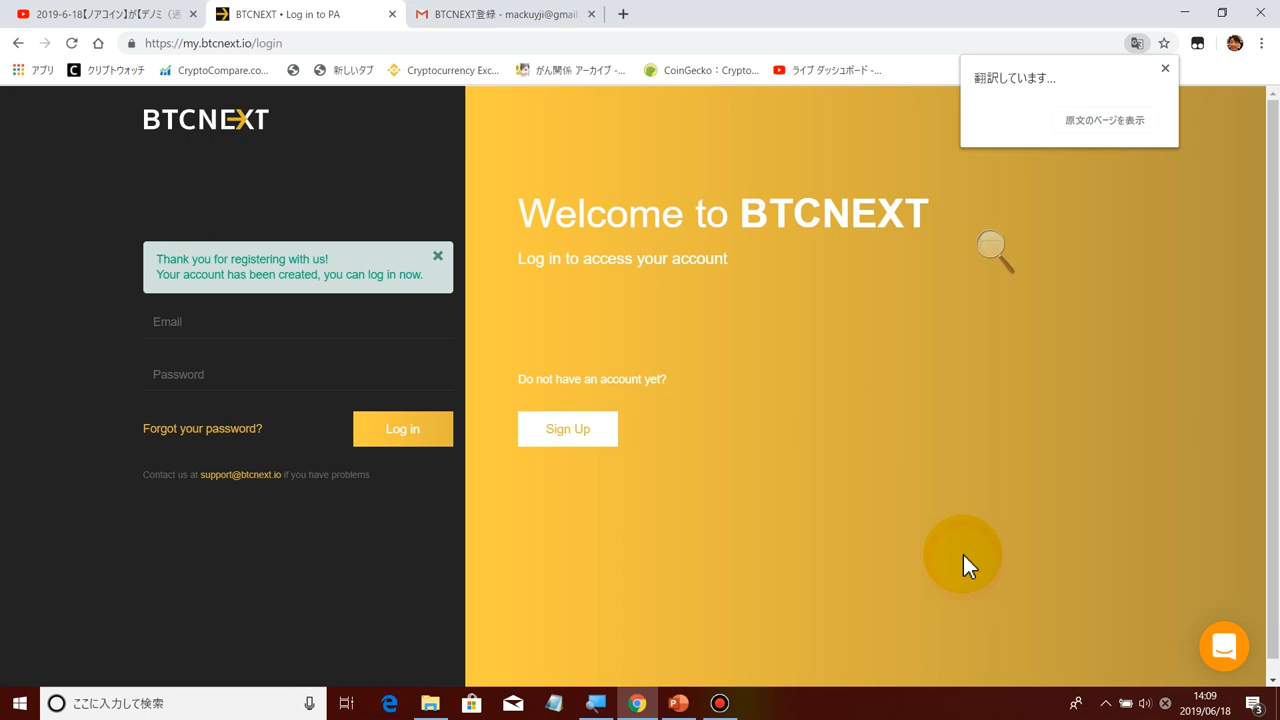 2019-6-18【ノアコイン】が【デノミ（通
BTCNEXT • Log in to PA
BTCNEXT登録 - mackuyji@gmail.
https://my.btcnext.io/login
アプリ
クリプトウォッチ
CryptoCompare.co...
新しいタブ
Cryptocurrency Exc...
がん関係 アーカイブ - ...
CoinGecko：Crypto...
ライブ ダッシュボード - ...
翻訳しています...
原文のページを表示
BTCNEXT
Thank you for registering with us!
Your account has been created, you can log in now.
Email
Password
Forgot your password?
Log in
Contact us at support@btcnext.io if you have problems
Welcome to BTCNEXT
Log in to access your account
Do not have an account yet?
Sign Up
ここに入力して検索
14:09
2019/06/18
3